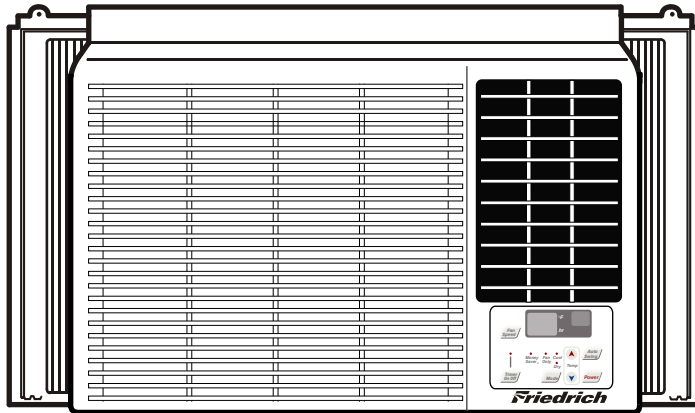 °F
Hr
Fan
Speed
Money
Saver
Fan
Only
Cool
Dry
Temp
Auto
Swing
Timer
On/Off
Mode
Power
Friedrich